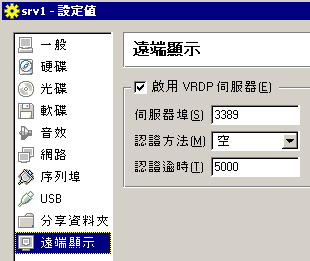 srv1 - 設定值
一般
硬碟
光碟
軟碟
音效
網路
序列埠
USB
分享資料夾
遠端顯示
遠端顯示
啟用 VRDP 伺服器(E)
伺服器埠(S) 3389
認證方法(M) 空
認證逾時(T) 5000